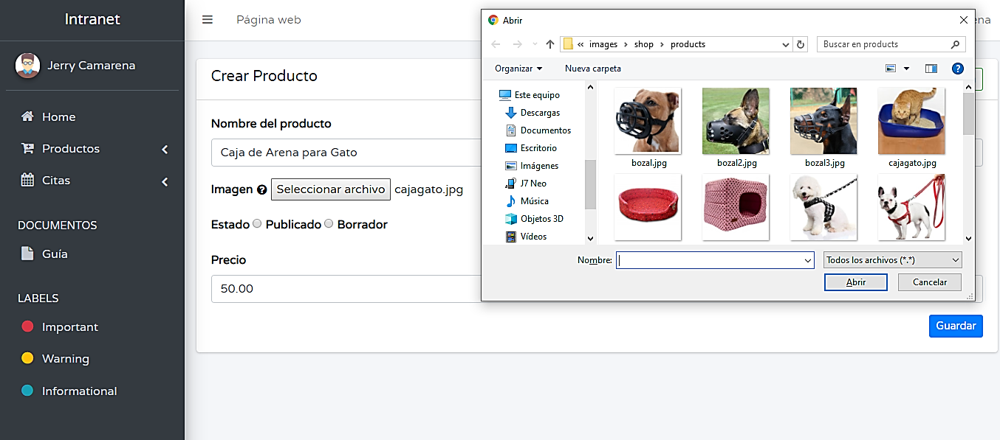 Intranet
Jerry Camarena
Home
Productos
Citas
DOCUMENTOS
Guía
LABELS
Important
Warning
Informational
Página web
Crear Producto
Nombre del producto
Caja de Arena para Gato
Imagen ? Seleccionar archivo cajagato.jpg
Estado Publicado Borrador
Precio
50.00
Guardar
ena
Abrir
« images › shop › products
Buscar en products
Organizar Nueva carpeta
?
Este equipo
Descargas
Documentos
Escritorio
Imágenes
J7 Neo
Música
Objetos 3D
Vídeos
bozal.jpg bozal2.jpg bozal3.jpg cajagato.jpg
Nombre:
Todos los archivos (*.*)
Abrir Cancelar